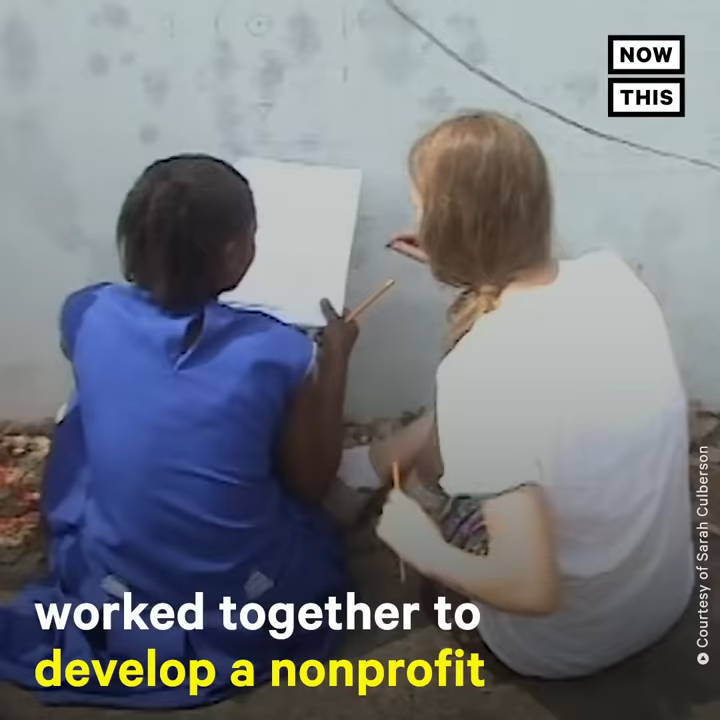 NOW
THIS
worked together to
develop a nonprofit
Courtesy of Sarah Culberson